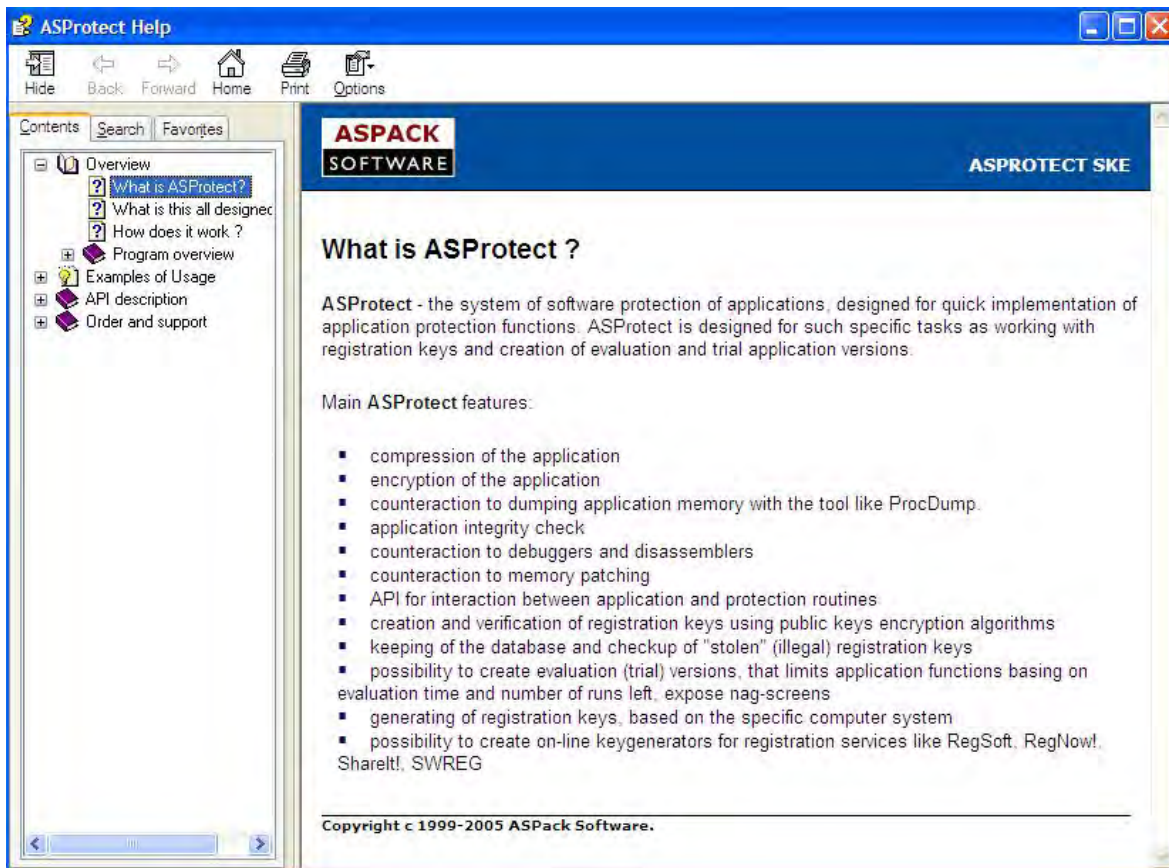 ASProtect Help
Hide Back Forward Home Print Options
Contents Search Favorites
Overview
What is ASProtect?
What is this all designed
How does it work ?
Program overview
Examples of Usage
API description
Order and support
ASPACK
SOFTWARE
ASPROTECT SKE
What is ASProtect ?
ASProtect - the system of software protection of applications, designed for quick implementation of
application protection functions. ASProtect is designed for such specific tasks as working with
registration keys and creation of evaluation and trial application versions.
Main ASProtect features:
▪ compression of the application
▪ encryption of the application
▪ counteraction to dumping application memory with the tool like ProcDump.
▪ application integrity check
▪ counteraction to debuggers and disassemblers
▪ counteraction to memory patching
▪ API for interaction between application and protection routines
▪ creation and verification of registration keys using public keys encryption algorithms
▪ keeping of the database and checkup of "stolen" (illegal) registration keys
▪ possibility to create evaluation (trial) versions, that limits application functions basing on
evaluation time and number of runs left, expose nag-screens
▪ generating of registration keys, based on the specific computer system
▪ possibility to create on-line keygenerators for registration services like RegSoft, RegNow!,
ShareIt!, SWREG
Copyright c 1999-2005 ASPack Software.